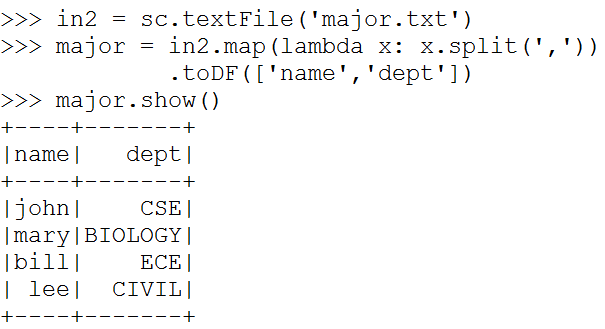 >>> in2 = sc.textFile('major.txt')
>>> major = in2.map(lambda x: x.split(','))
             .toDF(['name','dept'])
>>> major.show()
+----+-------+
|name|   dept|
+----+-------+
|john|    CSE|
|mary|BIOLOGY|
|bill|    ECE|
| lee|  CIVIL|
+----+-------+